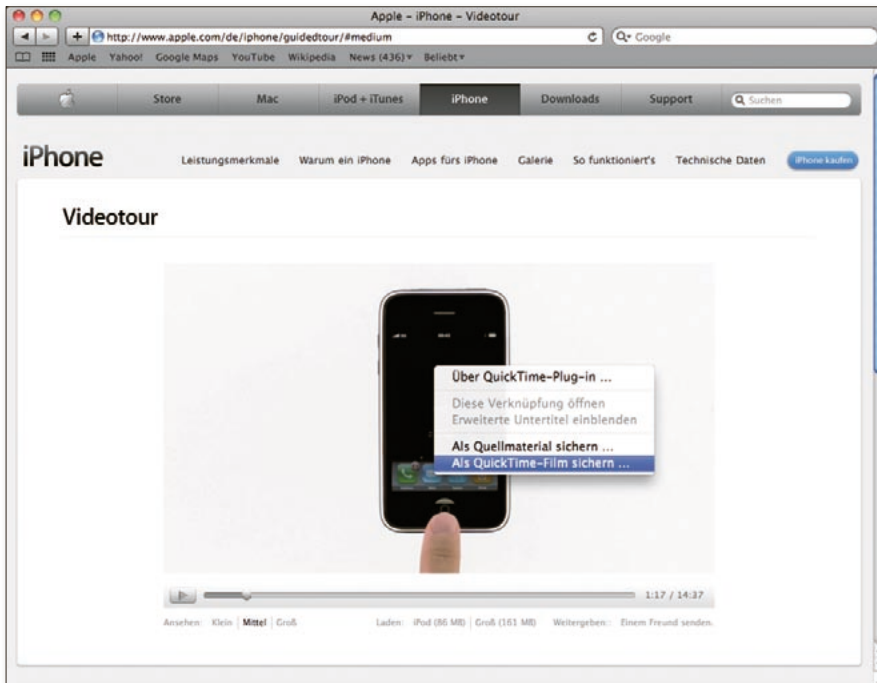 Apple – iPhone – Videotour
http://www.apple.com/de/iphone/guidedtour/#medium
Google
Apple Yahoo! Google Maps YouTube Wikipedia News (436) Beliebt
Store Mac iPod + iTunes iPhone Downloads Support Suchen
iPhone Leistungsmerkmale Warum ein iPhone Apps fürs iPhone Galerie So funktioniert's Technische Daten iPhone kaufen
Videotour
Über QuickTime-Plug-in ...
Diese Verknüpfung öffnen
Erweiterte Untertitel einblenden
Als Quellmaterial sichern ...
Als QuickTime-Film sichern ...
1:17 / 14:37
Ansehen: Klein | Mittel | Groß Laden: iPod (86 MB) | Groß (161 MB) Weitergeben: Einem Freund senden.